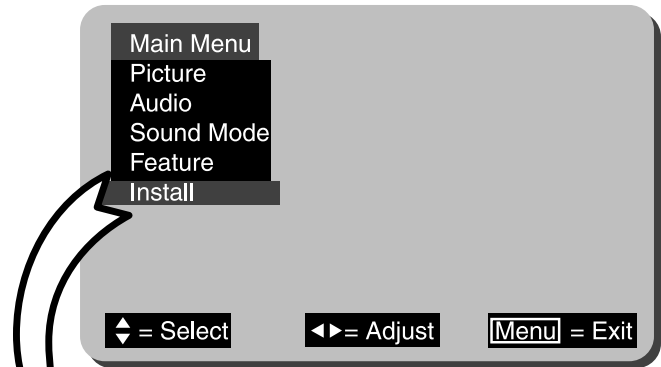 Main Menu
Picture
Audio
Sound Mode
Feature
Install
= Select ◄►= Adjust Menu = Exit